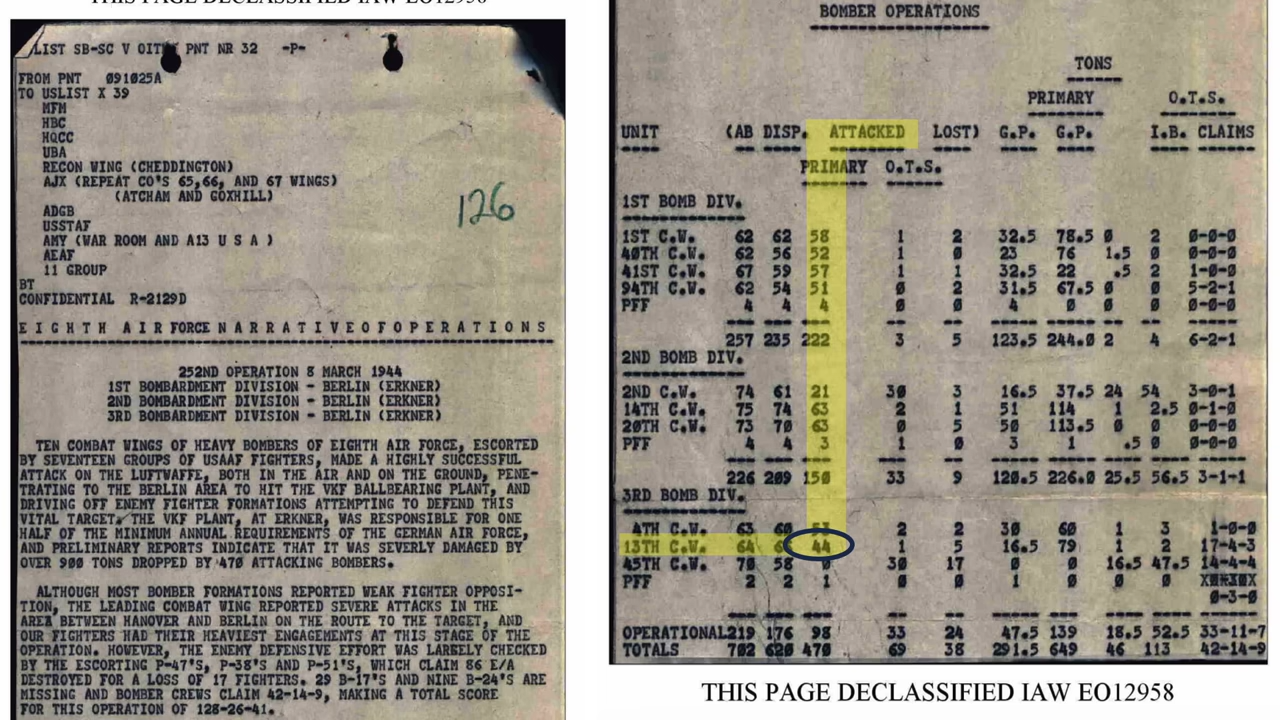 THIS PAGE DECLASSIFIED IAW EO12958
LIST SB-SC V OIT PNT NR 32 -P-
FROM PNT 091025A
TO USLIST X 39
MFM
HBC
HQCC
UBA
RECON WING (CHEDDINGTON)
AJX (REPEAT CO'S 65,66, AND 67 WINGS)
(ATCHAM AND GOXHILL)
ADGB
USSTAF
AMY (WAR ROOM AND A13 U S A )
AEAF
11 GROUP
BT
CONFIDENTIAL R-2129D
126
E I G H T H A I R FORCE N A R R A T I V E O F O P E R A T I O N S
252ND OPERATION 8 MARCH 1944
1ST BOMBARDMENT DIVISION - BERLIN (ERKNER)
2ND BOMBARDMENT DIVISION - BERLIN (ERKNER)
3RD BOMBARDMENT DIVISION - BERLIN (ERKNER)
TEN COMBAT WINGS OF HEAVY BOMBERS OF EIGHTH AIR FORCE, ESCORTED
BY SEVENTEEN GROUPS OF USAAF FIGHTERS, MADE A HIGHLY SUCCESSFUL
ATTACK ON THE LUFTWAFFE, BOTH IN THE AIR AND ON THE GROUND, PENE-
TRATING TO THE BERLIN AREA TO HIT THE VKF BALLBEARING PLANT, AND
DRIVING OFF ENEMY FIGHTER FORMATIONS ATTEMPTING TO DEFEND THIS
VITAL TARGET. THE VKF PLANT, AT ERKNER, WAS RESPONSIBLE FOR ONE
HALF OF THE MINIMUM ANNUAL REQUIREMENTS OF THE GERMAN AIR FORCE,
AND PRELIMINARY REPORTS INDICATE THAT IT WAS SEVERLY DAMAGED BY
OVER 900 TONS DROPPED BY 470 ATTACKING BOMBERS.
ALTHOUGH MOST BOMBER FORMATIONS REPORTED WEAK FIGHTER OPPOSI-
TION, THE LEADING COMBAT WING REPORTED SEVERE ATTACKS IN THE
AREA BETWEEN HANOVER AND BERLIN ON THE ROUTE TO THE TARGET, AND
OUR FIGHTERS HAD THEIR HEAVIEST ENGAGEMENTS AT THIS STAGE OF THE
OPERATION. HOWEVER, THE ENEMY DEFENSIVE EFFORT WAS LARGELY CHECKED
BY THE ESCORTING P-47'S, P-38'S AND P-51'S, WHICH CLAIM 86 E/A
DESTROYED FOR A LOSS OF 17 FIGHTERS. 29 B-17'S AND NINE B-24'S ARE
MISSING AND BOMBER CREWS CLAIM 42-14-9, MAKING A TOTAL SCORE
FOR THIS OPERATION OF 128-26-41.
BOMBER OPERATIONS
TONS
PRIMARY O.T.S.
UNIT (AB DISP. ATTACKED LOST) G.P. G.P. I.B. CLAIMS
PRIMARY O.T.S.
1ST BOMB DIV.
1ST C.W. 62 62 58 1 2 32.5 78.5 0 2 0-0-0
40TH C.W. 62 56 52 1 0 23 76 1.5 0 0-0-0
41ST C.W. 67 59 57 1 1 32.5 22 .5 2 1-0-0
94TH C.W. 62 54 51 0 2 31.5 67.5 0 0 5-2-1
PFF 4 4 4 0 0 4 0 0 0 0-0-0
257 235 222 3 5 123.5 244.0 2 4 6-2-1
2ND BOMB DIV.
2ND C.W. 74 61 21 30 3 16.5 37.5 24 54 3-0-1
14TH C.W. 75 74 63 2 1 51 114 1 2.5 0-1-0
20TH C.W. 73 70 63 0 5 50 113.5 0 0 0-0-0
PFF 4 4 3 1 0 3 1 .5 0 0-0-0
226 209 150 33 9 120.5 226.0 25.5 56.5 3-1-1
3RD BOMB DIV.
4TH C.W. 63 60 2 2 30 60 1 3 1-0-0
13TH C.W. 64 44 1 5 16.5 79 1 2 17-4-3
45TH C.W. 70 58 0 30 17 0 0 16.5 47.5 14-4-4
PFF 2 2 1 0 0 1 0 0 0
0-3-0
OPERATIONAL219 176 98 33 24 47.5 139 18.5 52.5 33-11-7
TOTALS 702 620 470 69 38 291.5 649 46 113 42-14-9
THIS PAGE DECLASSIFIED IAW EO12958